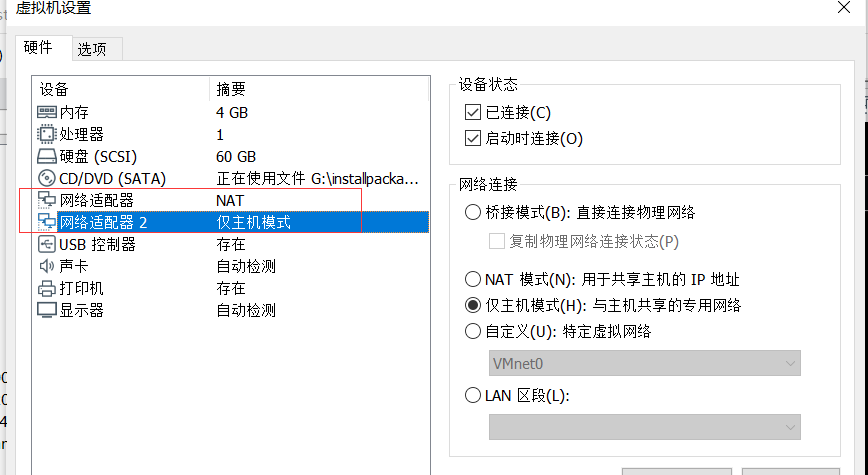 虚拟机设置
硬件
选项
设备 摘要
内存 4 GB
处理器 1
硬盘 (SCSI) 60 GB
CD/DVD (SATA) 正在使用文件 G:\installpacka...
网络适配器 NAT
网络适配器 2 仅主机模式
USB 控制器 存在
声卡 自动检测
打印机 存在
显示器 自动检测
设备状态
已连接(C)
启动时连接(O)
网络连接
桥接模式(B): 直接连接物理网络
复制物理网络连接状态(P)
NAT 模式(N): 用于共享主机的 IP 地址
仅主机模式(H): 与主机共享的专用网络
自定义(U): 特定虚拟网络
VMnet0
LAN 区段(L):